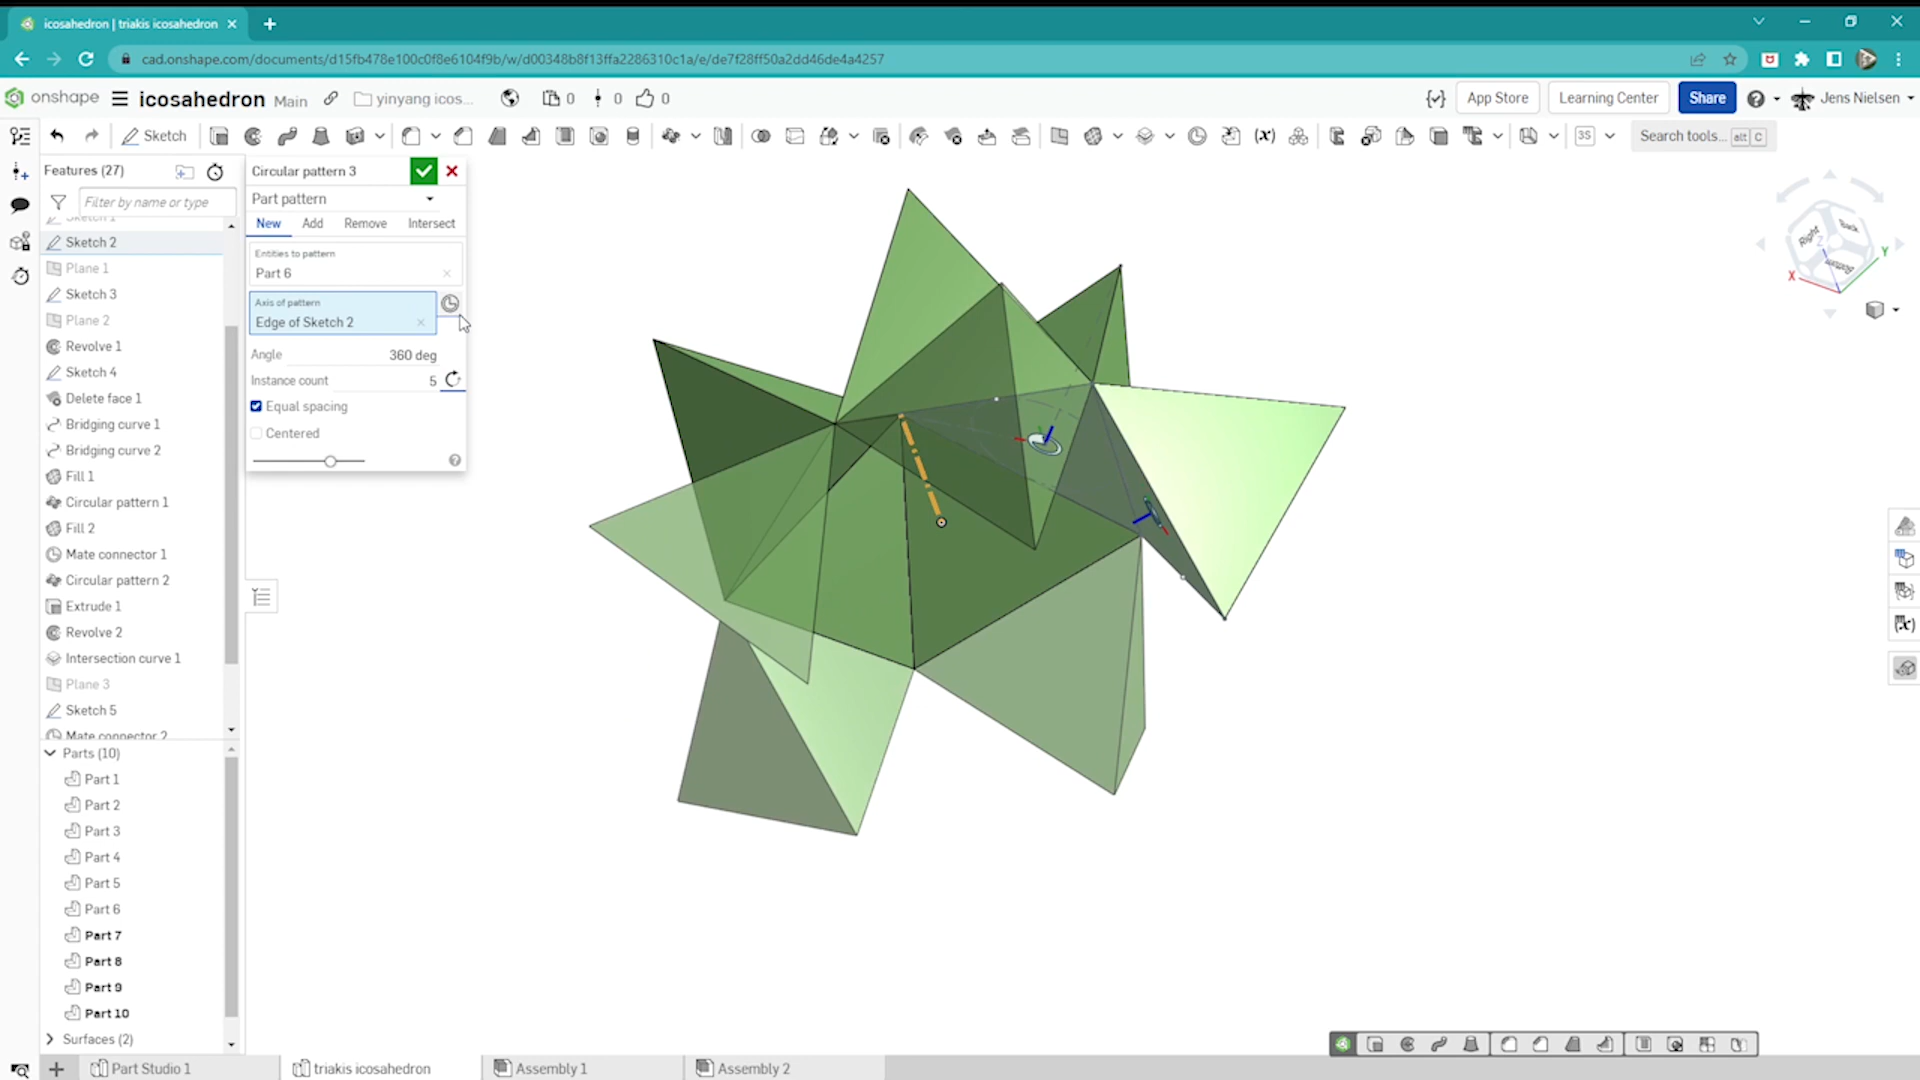 icosahedron | triakis icosahedron
cad.onshape.com/documents/d15fb478e100c0f8e6104f9b/w/d00348b8f13ffa2286310c1a/e/de7f28ff50a2dd46de4a4257
onshape icosahedron Main yinyang icos... 0 0 0 App Store Learning Center Share Jens Nielsen
Sketch Search tools... alt C
Features (27)
Filter by name or type
Sketch 1
Sketch 2
Plane 1
Sketch 3
Plane 2
Revolve 1
Sketch 4
Delete face 1
Bridging curve 1
Bridging curve 2
Fill 1
Circular pattern 1
Fill 2
Mate connector 1
Circular pattern 2
Extrude 1
Revolve 2
Intersection curve 1
Plane 3
Sketch 5
Mate connector 2
Parts (10)
Part 1
Part 2
Part 3
Part 4
Part 5
Part 6
Part 7
Part 8
Part 9
Part 10
Surfaces (2)
Circular pattern 3
Part pattern
New Add Remove Intersect
Entities to pattern
Part 6
Axis of pattern
Edge of Sketch 2
Angle 360 deg
Instance count 5
Equal spacing
Centered
Right Back
Bottom
Z
X
Y
Part Studio 1 triakis icosahedron Assembly 1 Assembly 2